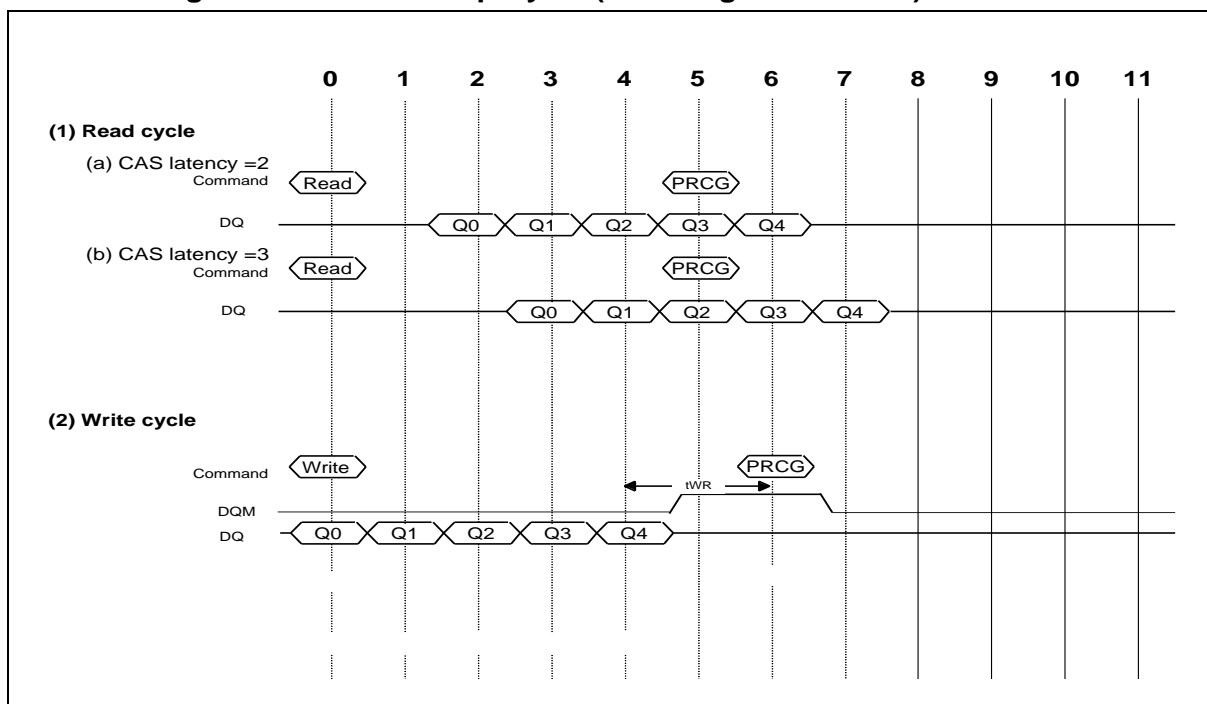 0 1 2 3 4 5 6 7 8 9 10 11
(1) Read cycle
(a) CAS latency =2
Command Read PRCG
DQ Q0 Q1 Q2 Q3 Q4
(b) CAS latency =3
Command Read PRCG
DQ Q0 Q1 Q2 Q3 Q4
(2) Write cycle
Command Write PRCG
tWR
DQM
DQ Q0 Q1 Q2 Q3 Q4